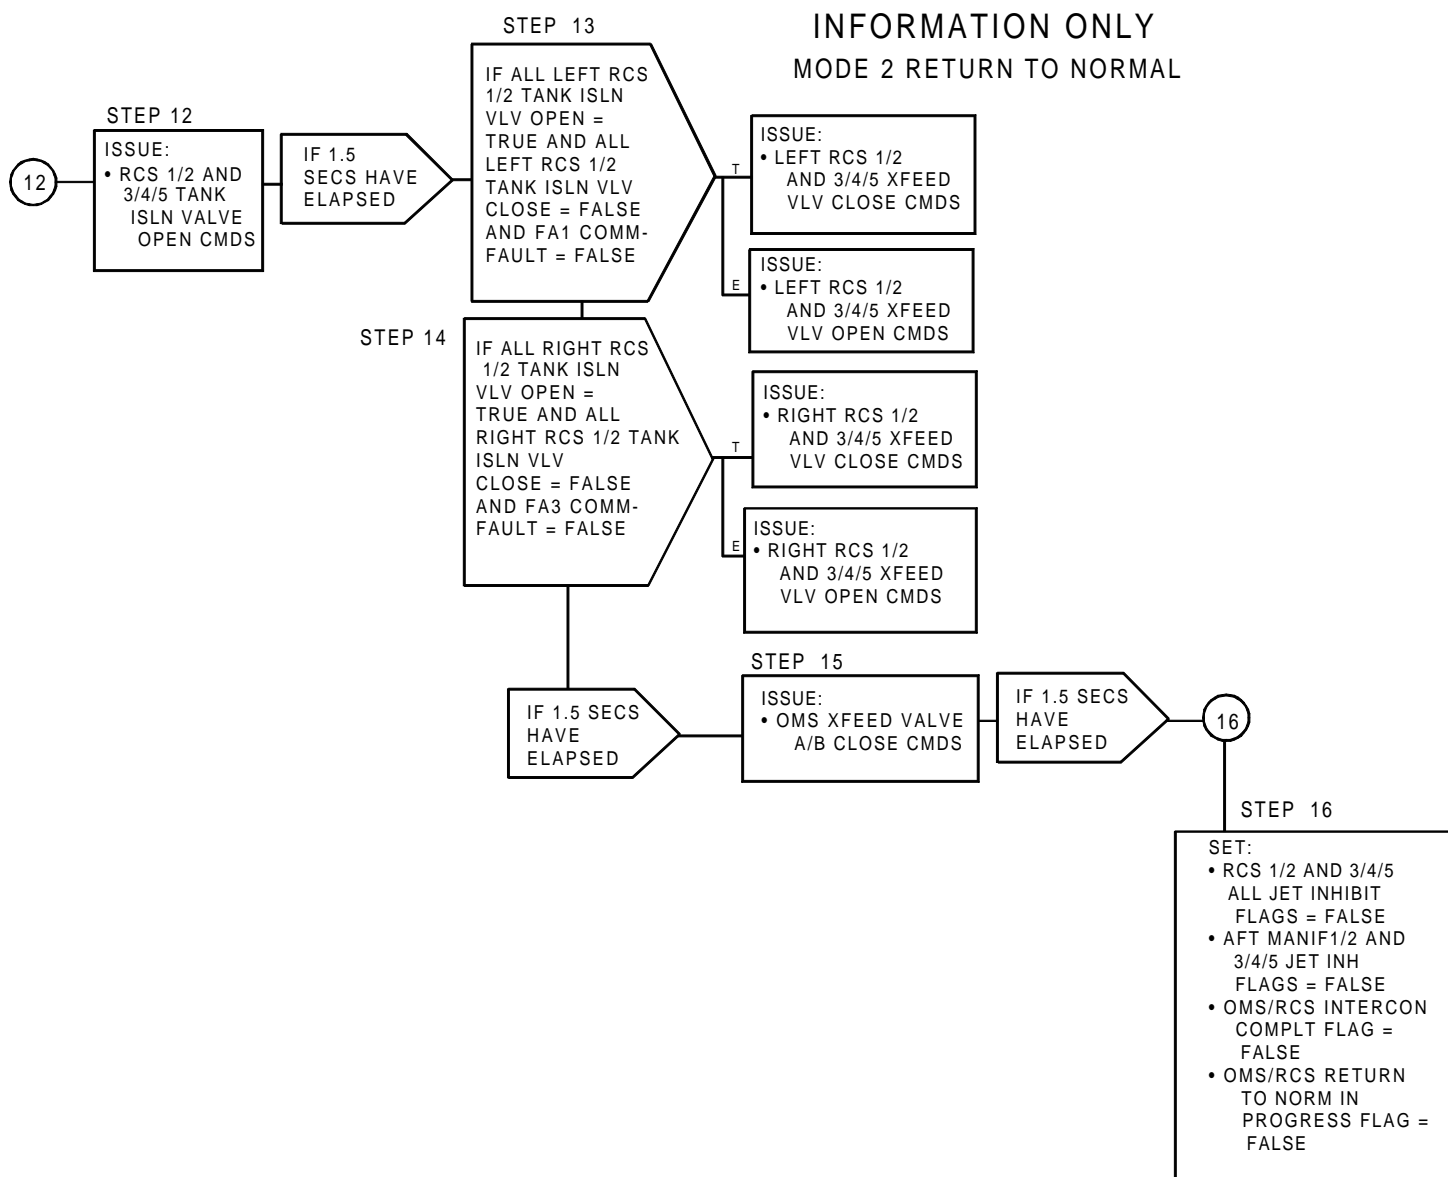 INFORMATION ONLY
MODE 2 RETURN TO NORMAL
12
STEP 12
ISSUE:
• RCS 1/2 AND
3/4/5 TANK
ISLN VALVE
OPEN CMDS
IF 1.5
SECS HAVE
ELAPSED
STEP 13
IF ALL LEFT RCS
1/2 TANK ISLN
VLV OPEN =
TRUE AND ALL
LEFT RCS 1/2
TANK ISLN VLV
CLOSE = FALSE
AND FA1 COMM-
FAULT = FALSE
T
ISSUE:
• LEFT RCS 1/2
AND 3/4/5 XFEED
VLV CLOSE CMDS
E
ISSUE:
• LEFT RCS 1/2
AND 3/4/5 XFEED
VLV OPEN CMDS
STEP 14
IF ALL RIGHT RCS
1/2 TANK ISLN
VLV OPEN =
TRUE AND ALL
RIGHT RCS 1/2 TANK
ISLN VLV
CLOSE = FALSE
AND FA3 COMM-
FAULT = FALSE
T
ISSUE:
• RIGHT RCS 1/2
AND 3/4/5 XFEED
VLV CLOSE CMDS
E
ISSUE:
• RIGHT RCS 1/2
AND 3/4/5 XFEED
VLV OPEN CMDS
IF 1.5 SECS
HAVE
ELAPSED
STEP 15
ISSUE:
• OMS XFEED VALVE
A/B CLOSE CMDS
IF 1.5 SECS
HAVE
ELAPSED
16
STEP 16
SET:
• RCS 1/2 AND 3/4/5
ALL JET INHIBIT
FLAGS = FALSE
• AFT MANIF1/2 AND
3/4/5 JET INH
FLAGS = FALSE
• OMS/RCS INTERCON
COMPLT FLAG =
FALSE
• OMS/RCS RETURN
TO NORM IN
PROGRESS FLAG =
FALSE